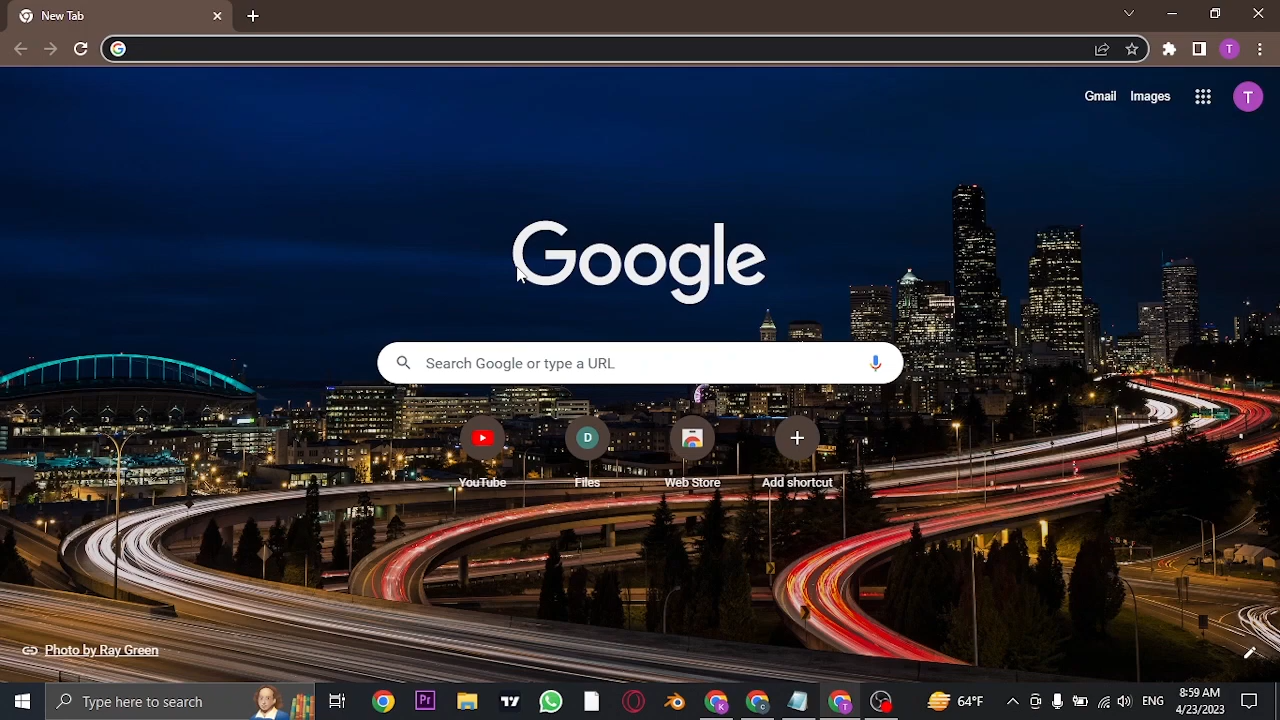 New Tab
Gmail Images T
Google
Search Google or type a URL
D
YouTube Files Web Store Add shortcut
Photo by Ray Green
Type here to search Pr K C T 64°F ENG 8:59 AM
4/23/2023